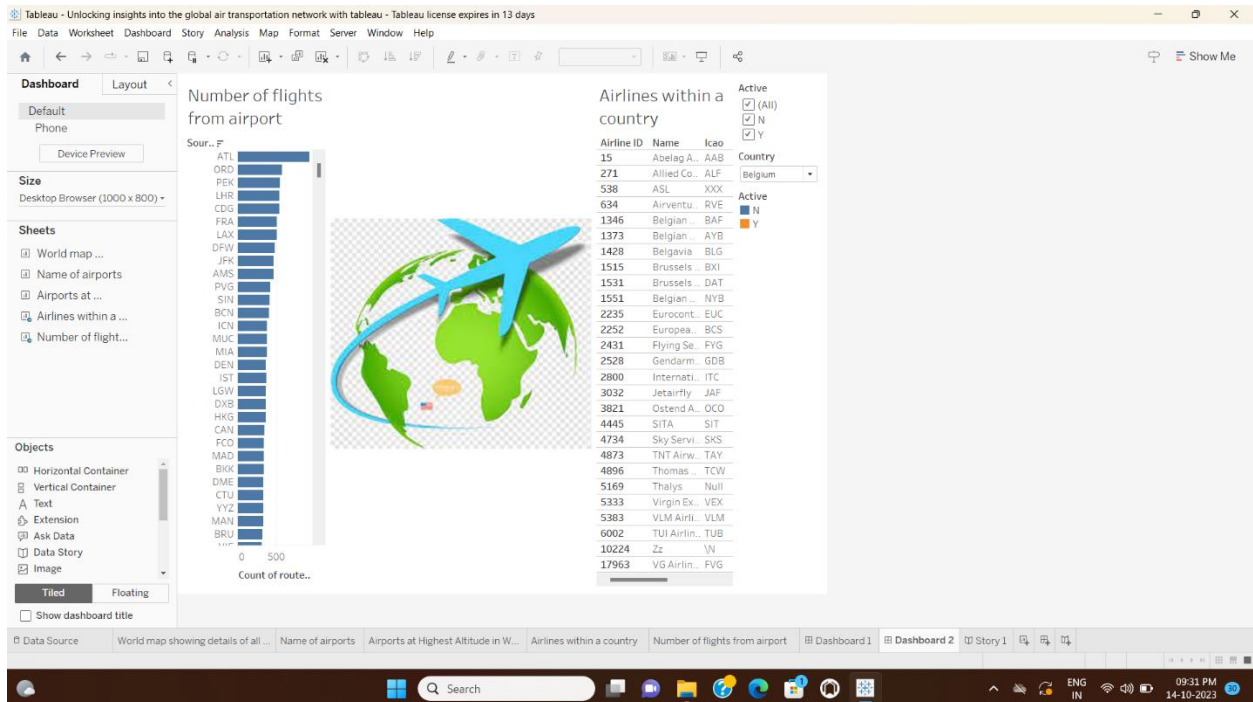 Tableau - Unlocking insights into the global air transportation network with tableau - Tableau license expires in 13 days
File Data Worksheet Dashboard Story Analysis Map Format Server Window Help
Show Me
Dashboard Layout
Default
Phone
Device Preview
Size
Desktop Browser (1000 x 800)
Sheets
World map ...
Name of airports
Airports at ...
Airlines within a ...
Number of flight...
Objects
Horizontal Container
Vertical Container
Text
Extension
Ask Data
Data Story
Image
Tiled Floating
Show dashboard title
Number of flights
from airport
Sour..
ATL
ORD
PEK
LHR
CDG
FRA
LAX
DFW
JFK
AMS
PVG
SIN
BCN
ICN
MUC
MIA
DEN
IST
LGW
DXB
HKG
CAN
FCO
MAD
BKK
DME
CTU
YYZ
MAN
BRU
0 500
Count of route..
Airlines within a
country
Airline ID Name Icao
15 Abelag A.. AAB
271 Allied Co.. ALF
538 ASL XXX
634 Airventu.. RVE
1346 Belgian .. BAF
1373 Belgian .. AYB
1428 Belgavia BLG
1515 Brussels .. BXI
1531 Brussels .. DAT
1551 Belgian .. NYB
2235 Eurocont.. EUC
2252 Europea.. BCS
2431 Flying Se.. FYG
2528 Gendarm.. GDB
2800 Internati.. ITC
3032 Jetairfly JAF
3821 Ostend A.. OCO
4445 SITA SIT
4734 Sky Servi.. SKS
4873 TNT Airw.. TAY
4896 Thomas .. TCW
5169 Thalys Null
5333 Virgin Ex.. VEX
5383 VLM Airli.. VLM
6002 TUI Airlin.. TUB
10224 Zz \N
17963 VG Airlin.. FVG
Active
(All)
N
Y
Country
Belgium
Active
N
Y
Data Source World map showing details of all ... Name of airports Airports at Highest Altitude in W... Airlines within a country Number of flights from airport Dashboard 1 Dashboard 2 Story 1
Search
ENG
IN
09:31 PM
14-10-2023
30